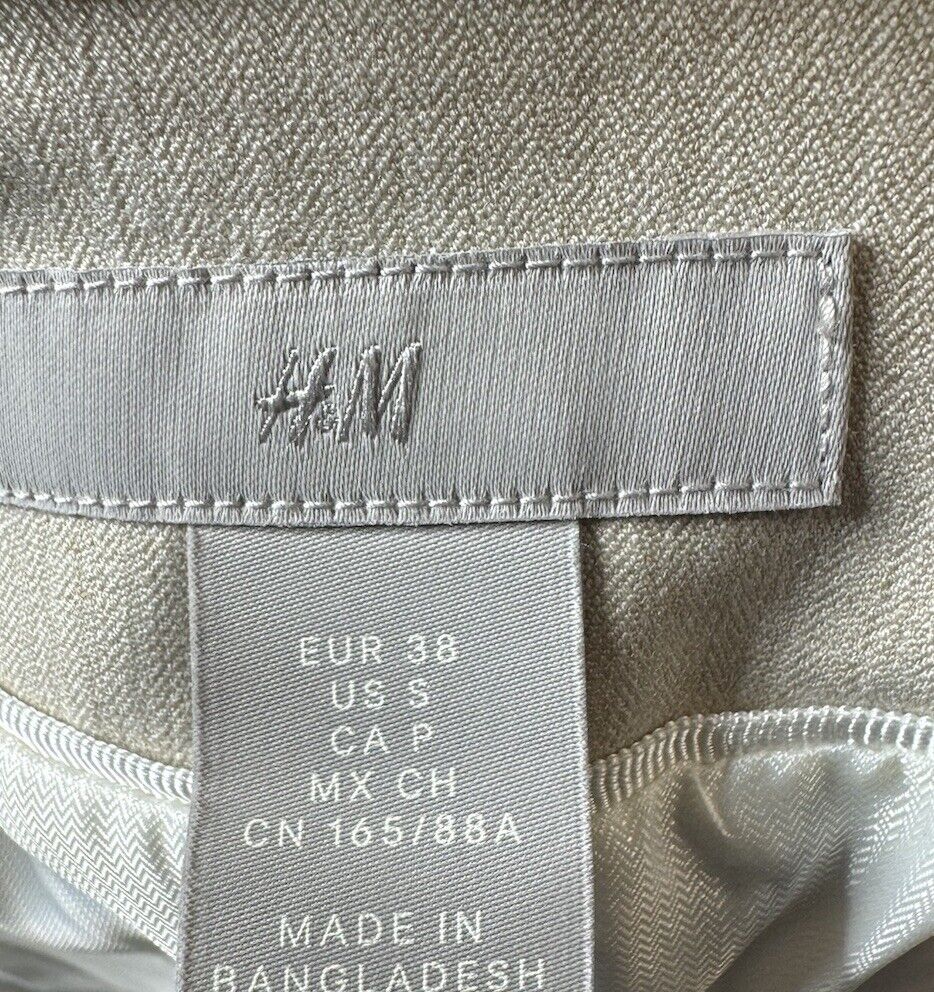 H&M
EUR 38
US S
CA P
MX CH
CN 165/88A
MADE IN
BANGLADESH